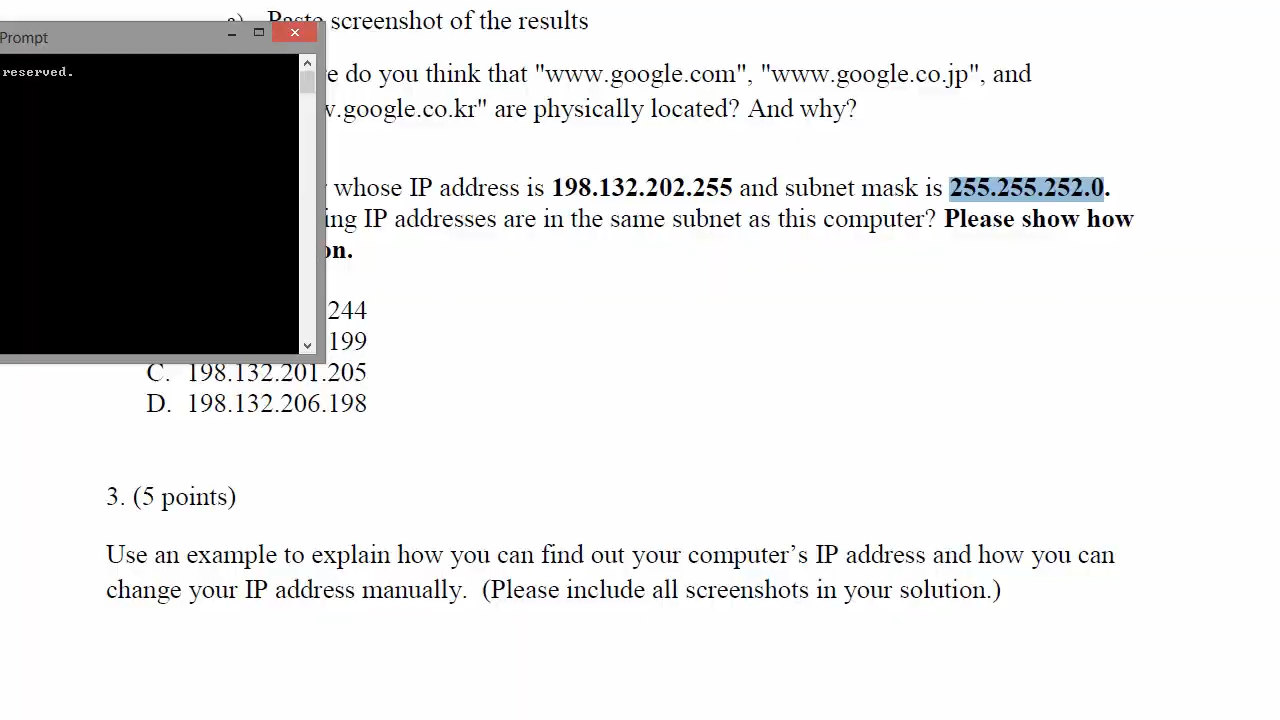 Paste screenshot of the results
Prompt
reserved.
do you think that "www.google.com", "www.google.co.jp", and
.google.co.kr" are physically located? And why?
whose IP address is 198.132.202.255 and subnet mask is 255.255.252.0.
IP addresses are in the same subnet as this computer? Please show how
244
199
C. 198.132.201.205
D. 198.132.206.198
3. (5 points)
Use an example to explain how you can find out your computer’s IP address and how you can
change your IP address manually. (Please include all screenshots in your solution.)